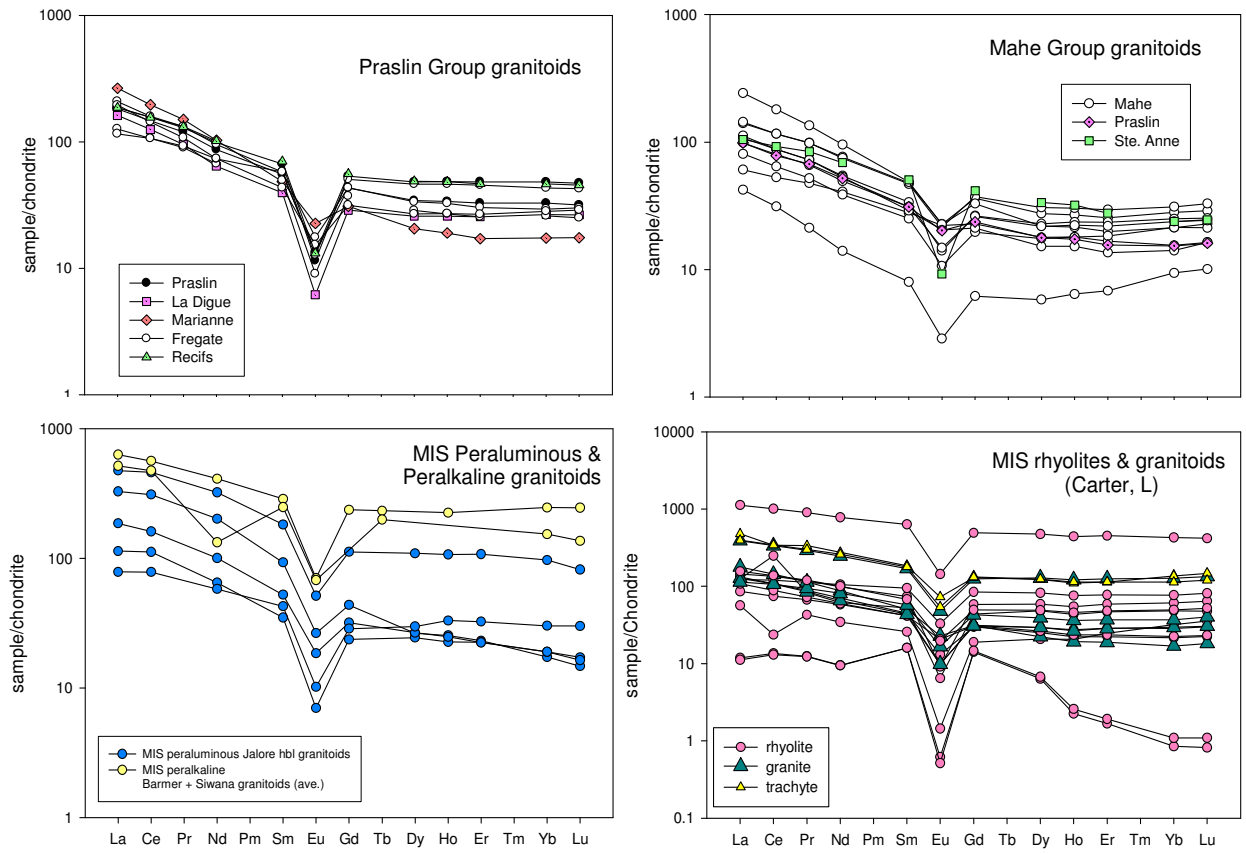 1000
100
10
1
sample/chondrite
Praslin Group granitoids
Praslin
La Digue
Marianne
Fregate
Recifs
1000
100
10
1
sample/chondrite
Mahe Group granitoids
Mahe
Praslin
Ste. Anne
1000
100
10
1
sample/chondrite
MIS Peraluminous &
Peralkaline granitoids
MIS peraluminous Jalore hbl granitoids
MIS peralkaline
Barmer + Siwana granitoids (ave.)
La Ce Pr Nd Pm Sm Eu Gd Tb Dy Ho Er Tm Yb Lu
10000
1000
100
10
1
0.1
sample/Chondrite
MIS rhyolites & granitoids
(Carter, L)
rhyolite
granite
trachyte
La Ce Pr Nd Pm Sm Eu Gd Tb Dy Ho Er Tm Yb Lu